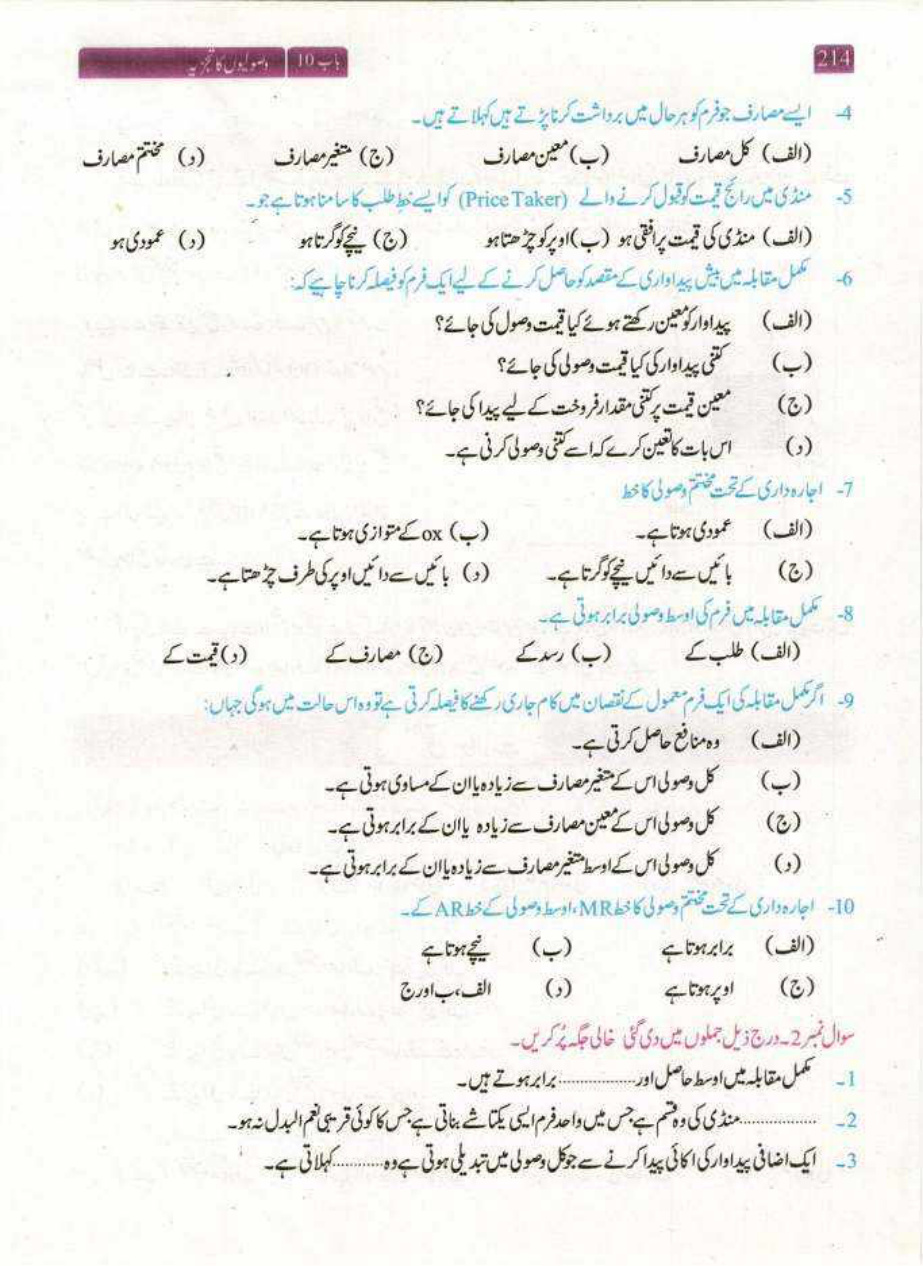 214
باب 10 وصولیوں کا تجزیہ
4- ایسے مصارف جو فرم کو ہر حال میں برداشت کرنا پڑتے ہیں کہلاتے ہیں۔
(الف) کل مصارف (ب) معین مصارف (ج) متغیر مصارف (د) مختتم مصارف
5- منڈی میں رائج قیمت کو قبول کرنے والے (Price Taker) کو ایسے خطِ طلب کا سامنا ہوتا ہے جو۔
(الف) منڈی کی قیمت پر افقی ہو (ب) اوپر کو چڑھتا ہو (ج) نیچے کو گرتا ہو (د) عمودی ہو
6- مکمل مقابلہ میں بیش پیداواری کے مقصد کو حاصل کرنے کے لیے ایک فرم کو فیصلہ کرنا چاہیے کہ:
(الف) پیداوار کو معین رکھتے ہوئے کیا قیمت وصول کی جائے؟
(ب) کتنی پیداوار کی کیا قیمت وصولی کی جائے؟
(ج) معین قیمت پر کتنی مقدار فروخت کے لیے پیدا کی جائے؟
(د) اس بات کا تعین کرے کہ اسے کتنی وصولی کرنی ہے۔
7- اجارہ داری کے تحت مختتم وصولی کا خط
(الف) عمودی ہوتا ہے۔ (ب) ox کے متوازی ہوتا ہے۔
(ج) بائیں سے دائیں نیچے کو گرتا ہے۔ (د) بائیں سے دائیں اوپر کی طرف چڑھتا ہے۔
8- مکمل مقابلہ میں فرم کی اوسط وصولی برابر ہوتی ہے۔
(الف) طلب کے (ب) رسد کے (ج) مصارف کے (د) قیمت کے
9- اگر مکمل مقابلہ کی ایک فرم معمول کے نقصان میں کام جاری رکھنے کا فیصلہ کرتی ہے تو وہ اس حالت میں ہوگی جہاں:
(الف) وہ منافع حاصل کرتی ہے۔
(ب) کل وصولی اس کے متغیر مصارف سے زیادہ یا ان کے مساوی ہوتی ہے۔
(ج) کل وصولی اس کے معین مصارف سے زیادہ یا ان کے برابر ہوتی ہے۔
(د) کل وصولی اس کے اوسط متغیر مصارف سے زیادہ یا ان کے برابر ہوتی ہے۔
10- اجارہ داری کے تحت مختتم وصولی کا خط MR، اوسط وصولی کے خط AR کے۔
(الف) برابر ہوتا ہے (ب) نیچے ہوتا ہے
(ج) اوپر ہوتا ہے (د) الف، ب اور ج
سوال نمبر 2۔ درج ذیل جملوں میں دی گئی خالی جگہ پُر کریں۔
1- مکمل مقابلہ میں اوسط حاصل اور............... برابر ہوتے ہیں۔
2- ............... منڈی کی وہ قسم ہے جس میں واحد فرم ایسی یکتا شے بناتی ہے جس کا کوئی قریبی نعم البدل نہ ہو۔
3- ایک اضافی پیداوار کی اکائی پیدا کرنے سے جو کل وصولی میں تبدیلی ہوتی ہے وہ............کہلاتی ہے۔